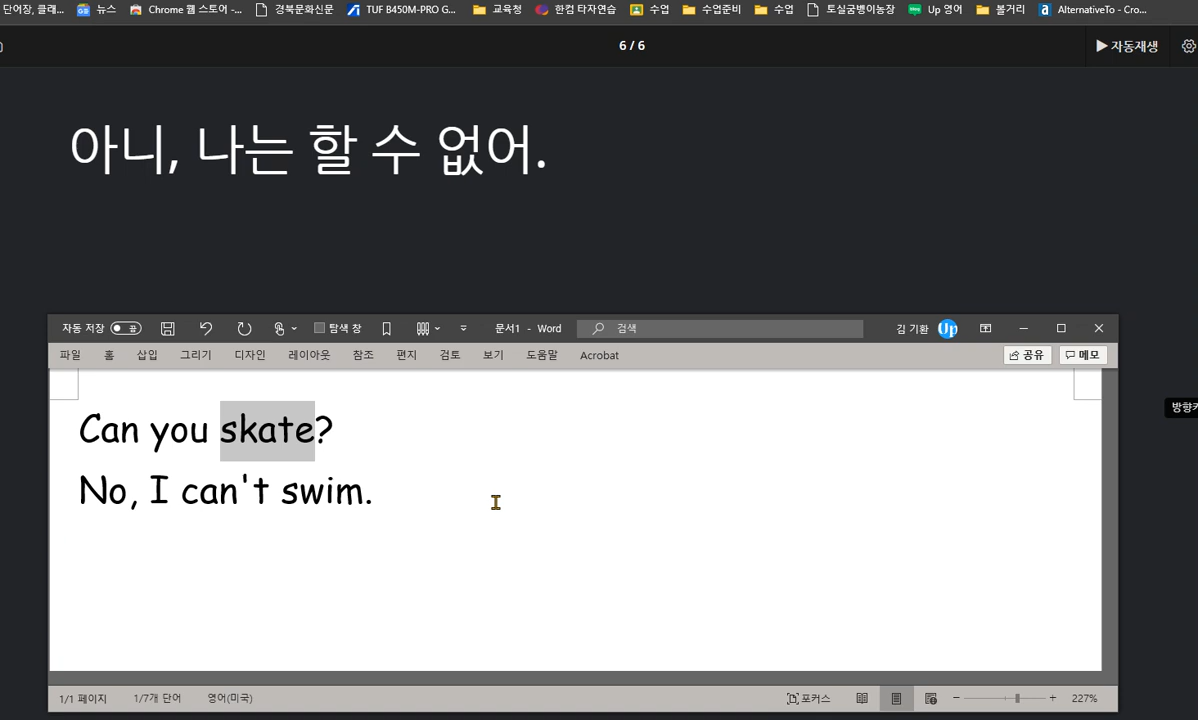 단어장, 클래... 뉴스 Chrome 웹 스토어 -... 경북문화신문 TUF B450M-PRO G... 교육청 한컴 타자연습 수업 수업준비 수업 토실굼벵이농장 Up 영어 볼거리 AlternativeTo - Cro...
6 / 6 ▶ 자동재생
아니, 나는 할 수 없어.
자동 저장 끔 탐색 창 문서1 - Word 검색 김 기환 Up
파일 홈 삽입 그리기 디자인 레이아웃 참조 편지 검토 보기 도움말 Acrobat 공유 메모
Can you skate?
방향키
No, I can't swim.
1/1 페이지 1/7개 단어 영어(미국) 포커스 227%